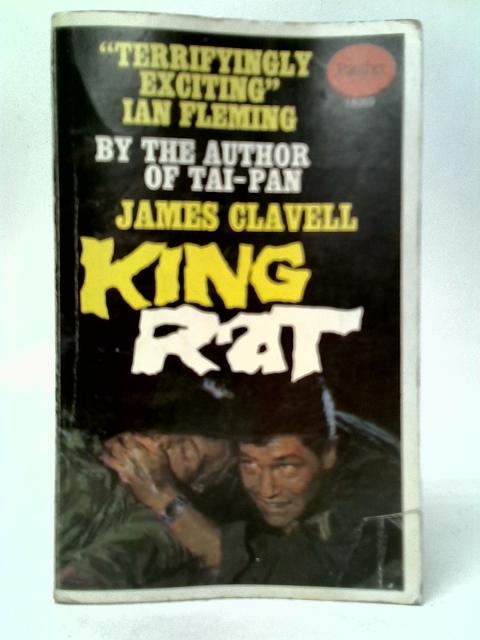 “TERRIFYINGLY
EXCITING”
IAN FLEMING
BY THE AUTHOR
OF TAI-PAN
JAMES CLAVELL
KING
RAT